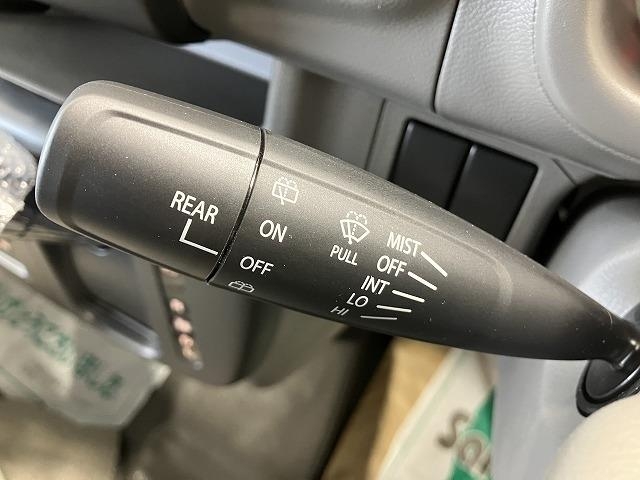 REAR
ON
OFF
PULL
MIST
OFF
INT
LO
HI